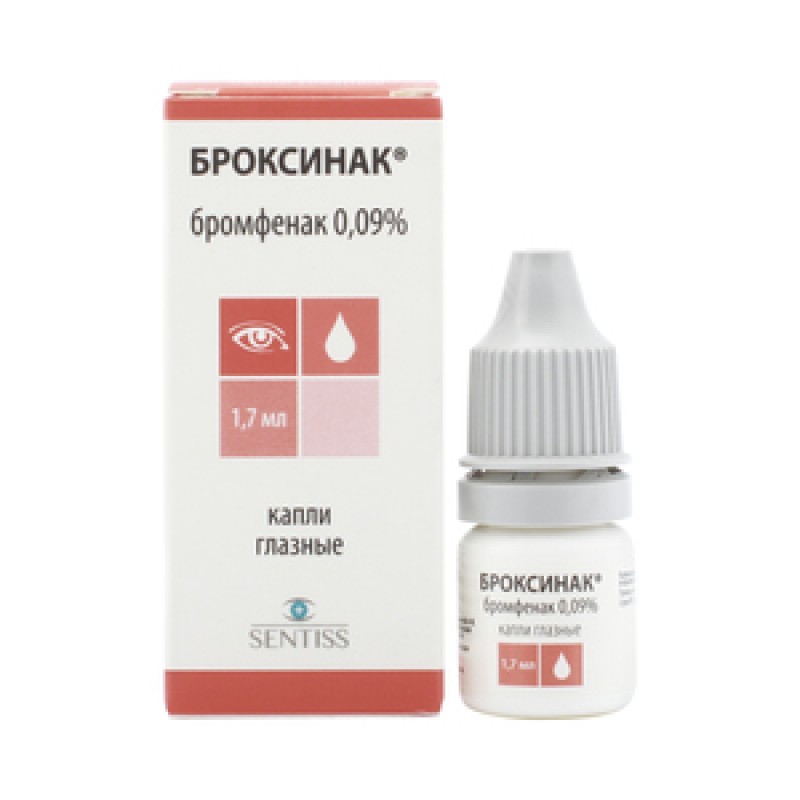 БРОКСИНАК®
бромфенак 0,09%
1,7 мл
капли
глазные
SENTISS
БРОКСИНАК®
бромфенак 0,09%
капли глазные
1,7 мл